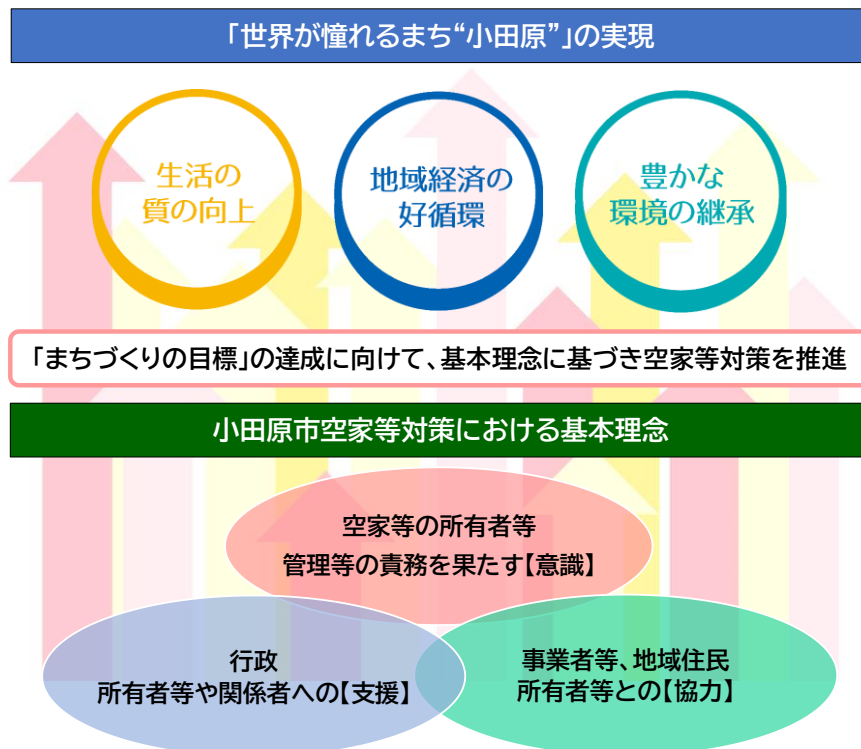 「世界が憧れるまち“小田原”」の実現
生活の
質の向上
地域経済の
好循環
豊かな
環境の継承
「まちづくりの目標」の達成に向けて、基本理念に基づき空家等対策を推進
小田原市空家等対策における基本理念
空家等の所有者等
管理等の責務を果たす【意識】
行政
所有者等や関係者への【支援】
事業者等、地域住民
所有者等との【協力】